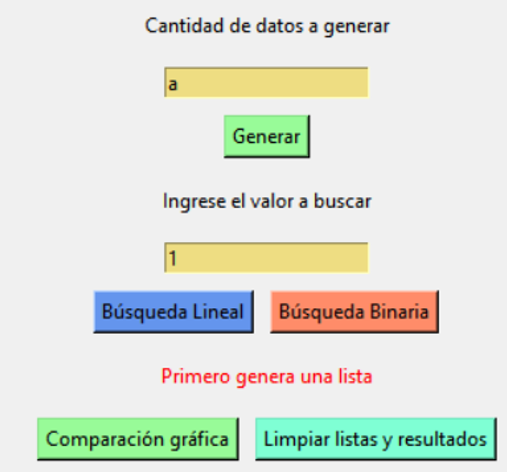 Cantidad de datos a generar
a
Generar
Ingrese el valor a buscar
1
Búsqueda Lineal Búsqueda Binaria
Primero genera una lista
Comparación gráfica Limpiar listas y resultados